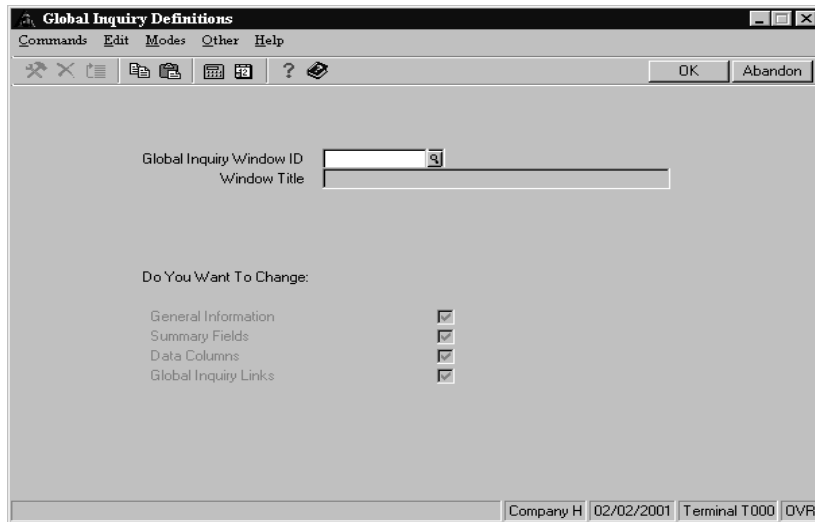 Global Inquiry Definitions
Commands Edit Modes Other Help
? OK Abandon
Global Inquiry Window ID
Window Title
Do You Want To Change:
General Information
Summary Fields
Data Columns
Global Inquiry Links
Company H 02/02/2001 Terminal T000 OVR